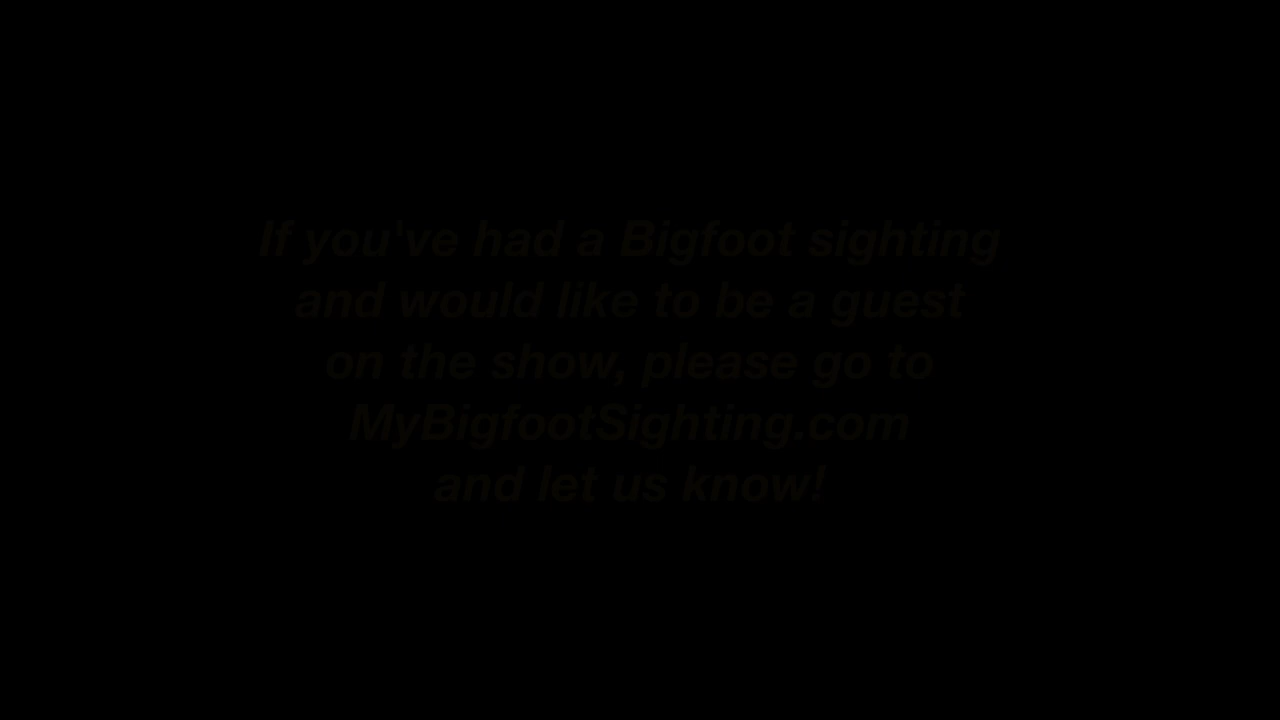 If you've had a Bigfoot sighting
and would like to be a guest
on the show, please go to
MyBigfootSighting.com
and let us know!